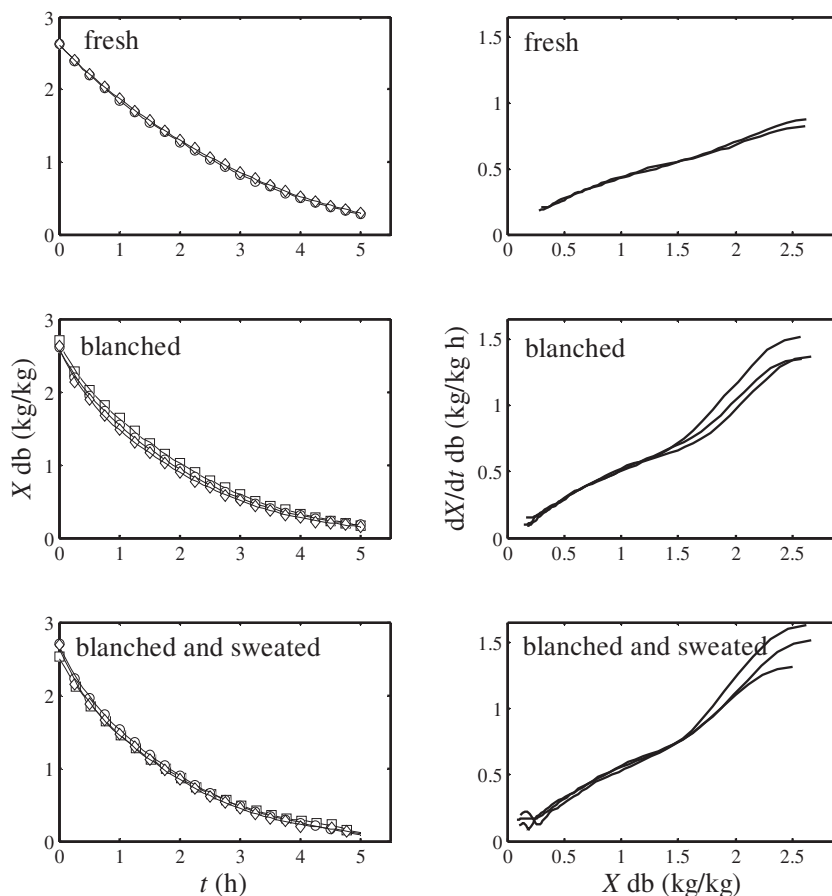 3
fresh
2
1
0
0 1 2 3 4 5
1.5
fresh
1
0.5
0
0 0.5 1 1.5 2 2.5
3
blanched
2
1
0
0 1 2 3 4 5
X db (kg/kg)
1.5
blanched
1
0.5
0
0 0.5 1 1.5 2 2.5
dX/dt db (kg/kg h)
3
blanched and sweated
2
1
0
0 1 2 3 4 5
t (h)
1.5
blanched and sweated
1
0.5
0
0 0.5 1 1.5 2 2.5
X db (kg/kg)